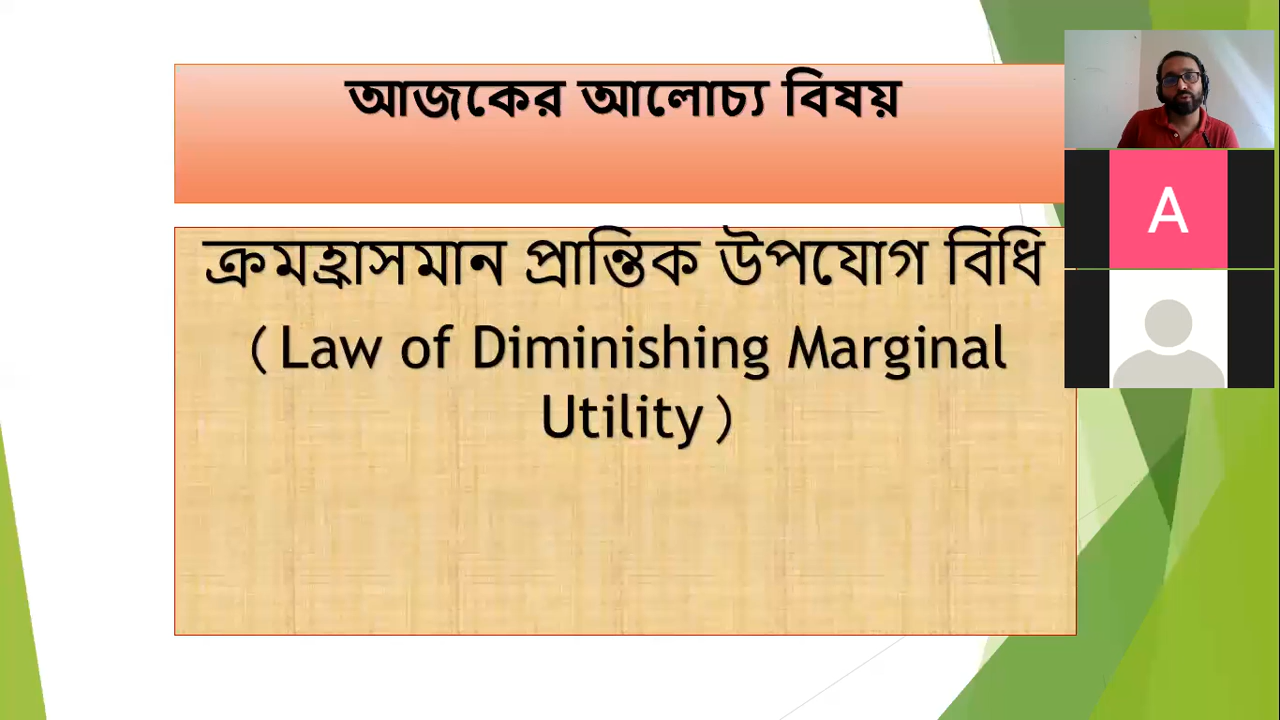 আজকের আলোচ্য বিষয়
ক্রমহ্রাসমান প্রান্তিক উপযোগ বিধি
( Law of Diminishing Marginal
Utility )
A